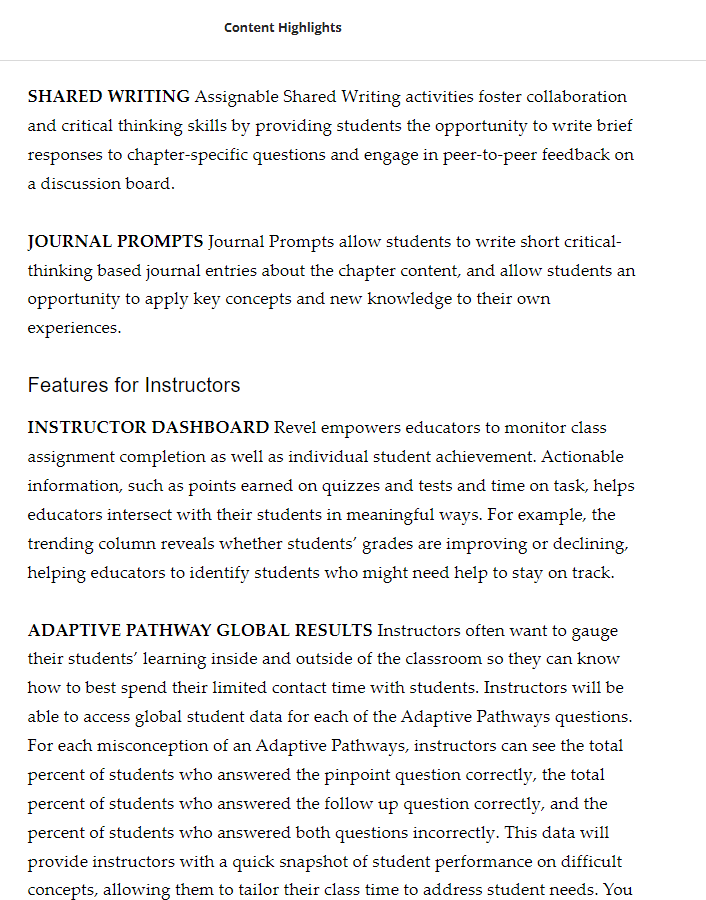 Content Highlights
SHARED WRITING Assignable Shared Writing activities foster collaboration
and critical thinking skills by providing students the opportunity to write brief
responses to chapter-specific questions and engage in peer-to-peer feedback on
a discussion board.
JOURNAL PROMPTS Journal Prompts allow students to write short critical-
thinking based journal entries about the chapter content, and allow students an
opportunity to apply key concepts and new knowledge to their own
experiences.
Features for Instructors
INSTRUCTOR DASHBOARD Revel empowers educators to monitor class
assignment completion as well as individual student achievement. Actionable
information, such as points earned on quizzes and tests and time on task, helps
educators intersect with their students in meaningful ways. For example, the
trending column reveals whether students’ grades are improving or declining,
helping educators to identify students who might need help to stay on track.
ADAPTIVE PATHWAY GLOBAL RESULTS Instructors often want to gauge
their students’ learning inside and outside of the classroom so they can know
how to best spend their limited contact time with students. Instructors will be
able to access global student data for each of the Adaptive Pathways questions.
For each misconception of an Adaptive Pathways, instructors can see the total
percent of students who answered the pinpoint question correctly, the total
percent of students who answered the follow up question correctly, and the
percent of students who answered both questions incorrectly. This data will
provide instructors with a quick snapshot of student performance on difficult
concepts, allowing them to tailor their class time to address student needs. You